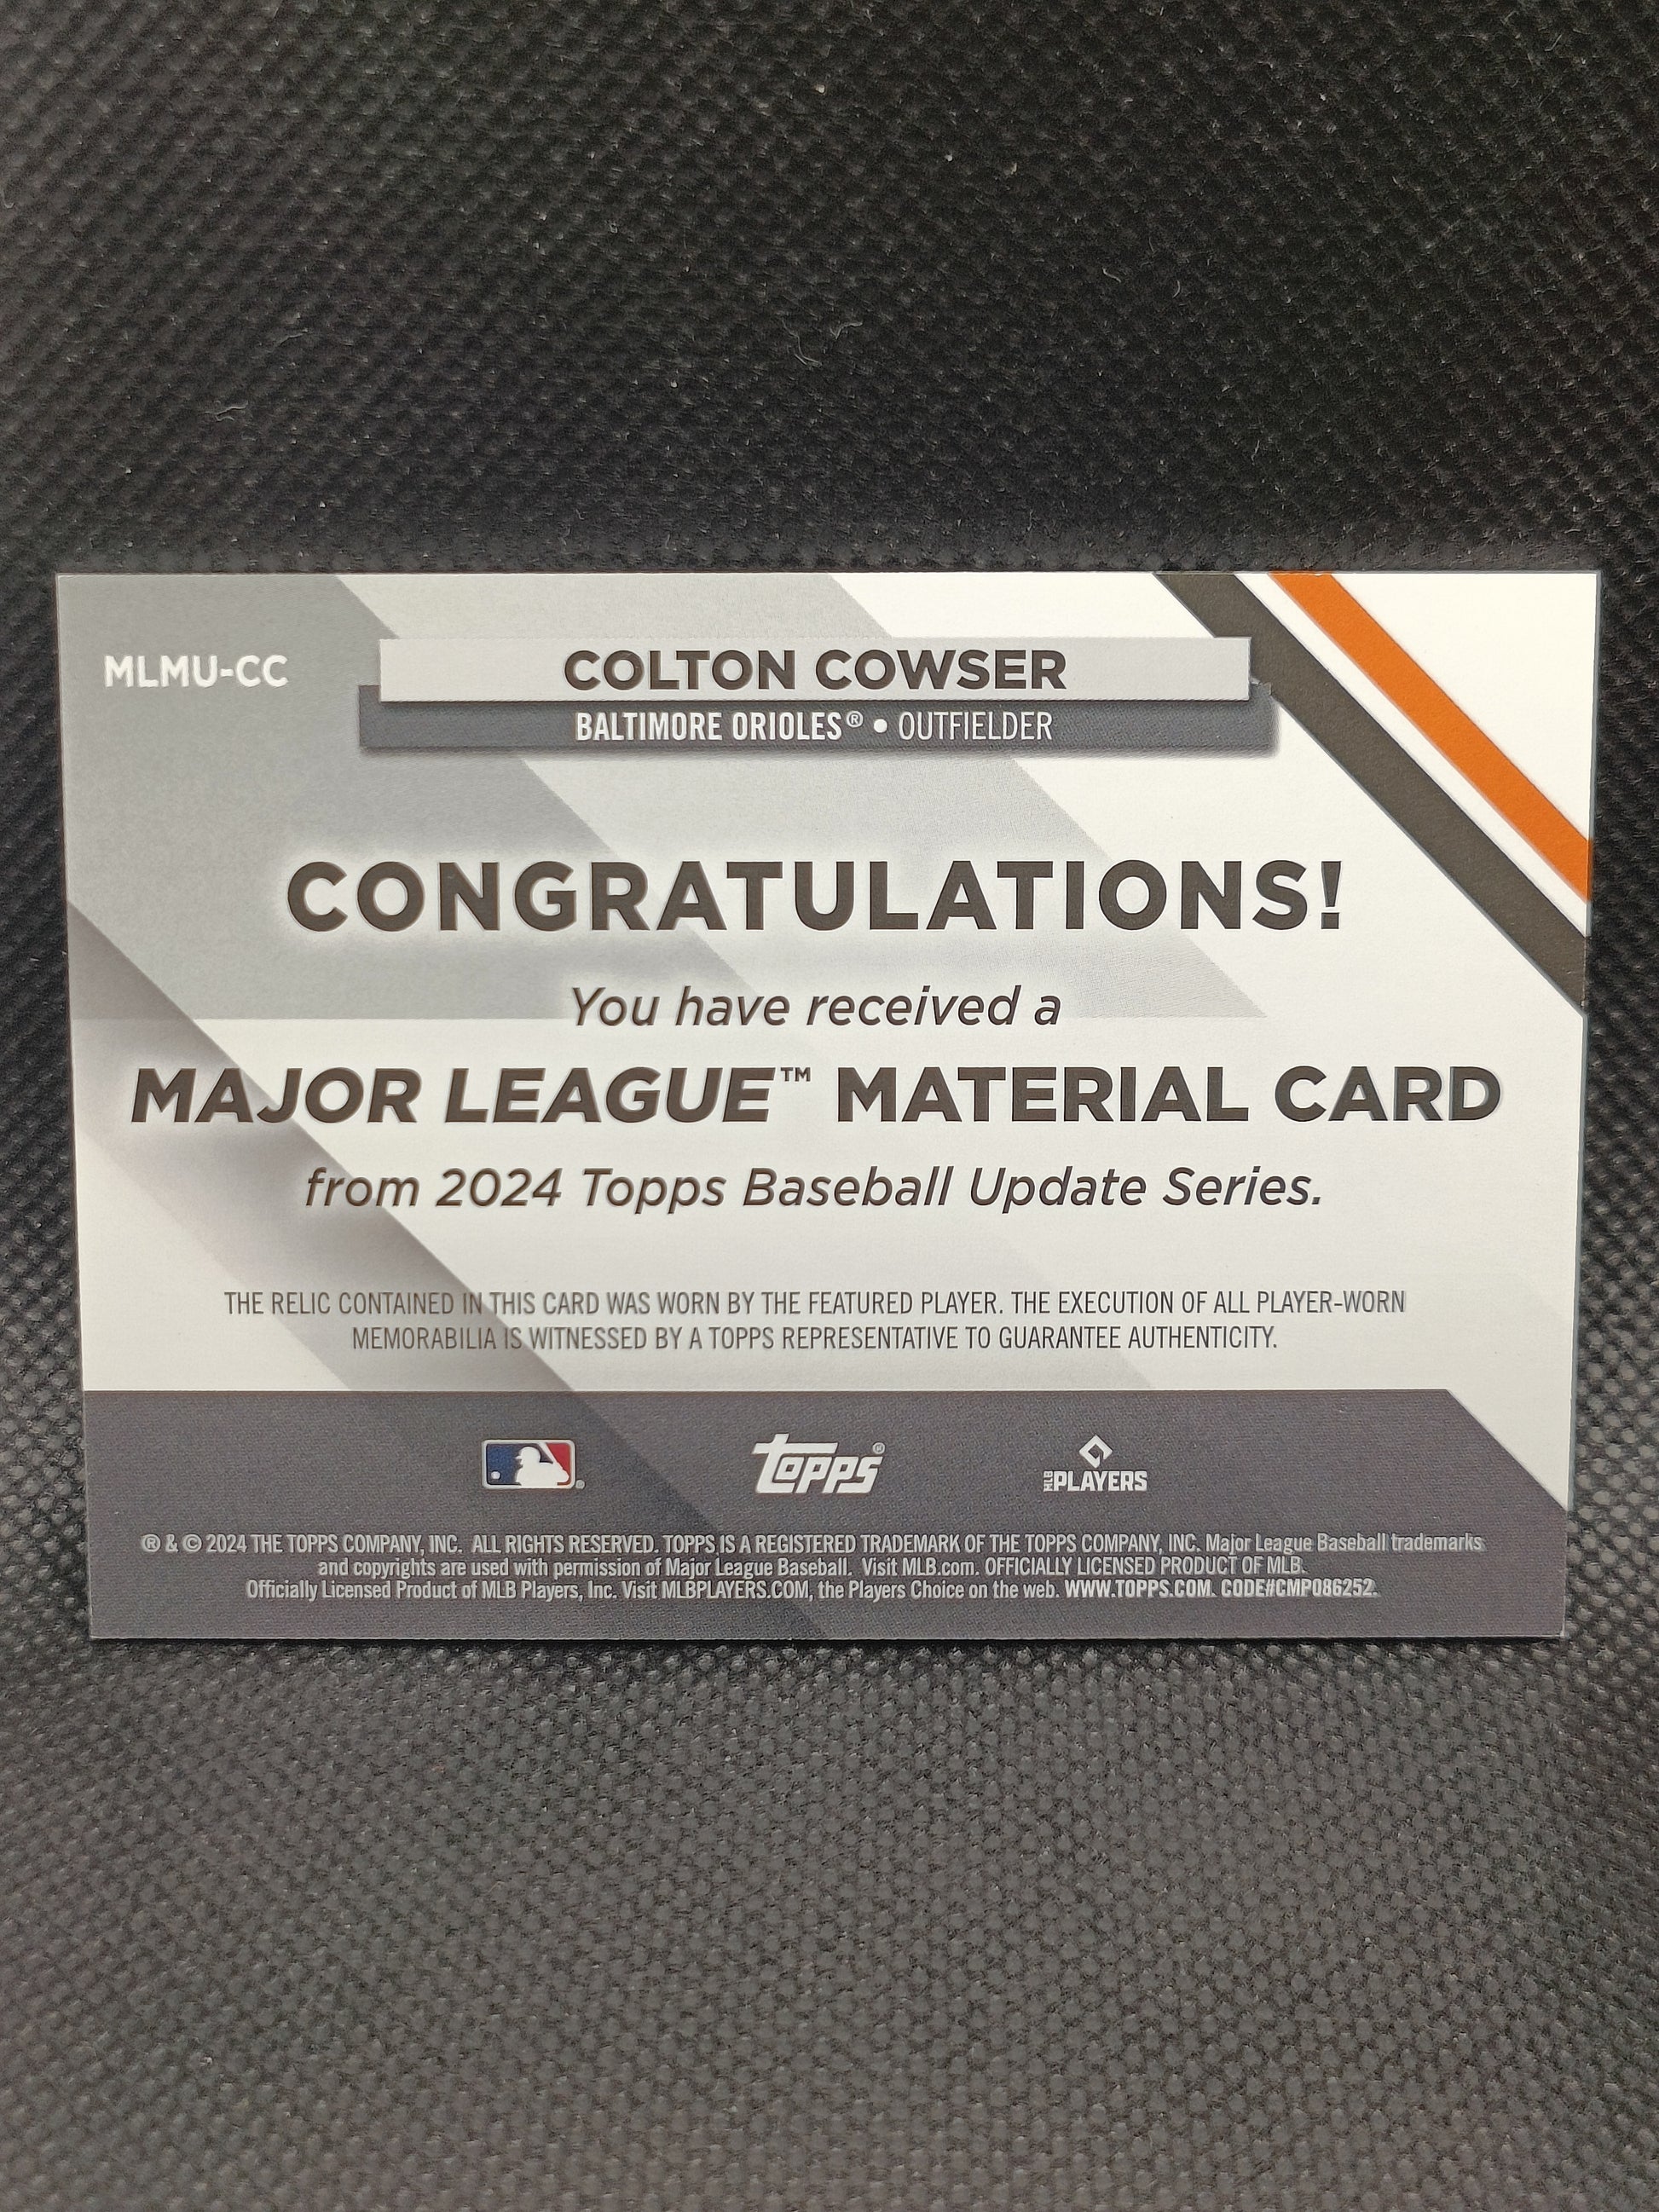 MLMU-CC
COLTON COWSER
BALTIMORE ORIOLES® • OUTFIELDER
CONGRATULATIONS!
You have received a
MAJOR LEAGUE™ MATERIAL CARD
from 2024 Topps Baseball Update Series.
THE RELIC CONTAINED IN THIS CARD WAS WORN BY THE FEATURED PLAYER. THE EXECUTION OF ALL PLAYER-WORN
MEMORABILIA IS WITNESSED BY A TOPPS REPRESENTATIVE TO GUARANTEE AUTHENTICITY.
Topps® MLB PLAYERS
® & © 2024 THE TOPPS COMPANY, INC. ALL RIGHTS RESERVED. TOPPS IS A REGISTERED TRADEMARK OF THE TOPPS COMPANY, INC. Major League Baseball trademarks
and copyrights are used with permission of Major League Baseball. Visit MLB.com. OFFICIALLY LICENSED PRODUCT OF MLB.
Officially Licensed Product of MLB Players, Inc. Visit MLBPLAYERS.COM, the Players Choice on the web. WWW.TOPPS.COM. CODE#CMP086252.